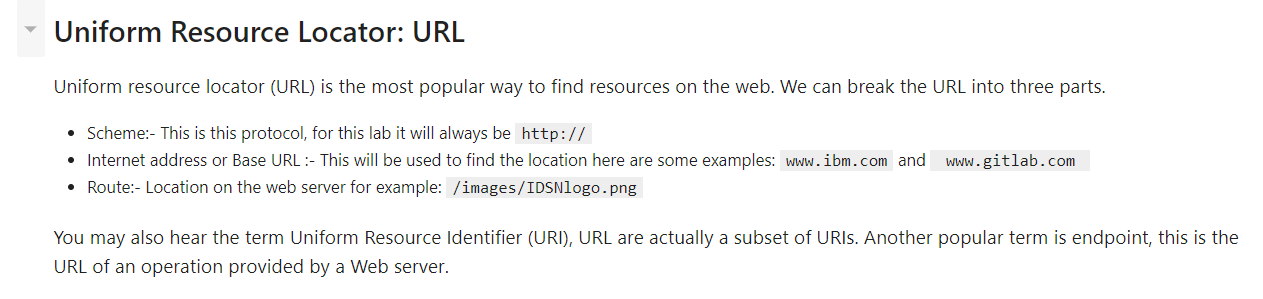 Uniform Resource Locator: URL
Uniform resource locator (URL) is the most popular way to find resources on the web. We can break the URL into three parts.
• Scheme:- This is this protocol, for this lab it will always be http://
• Internet address or Base URL :- This will be used to find the location here are some examples: www.ibm.com and www.gitlab.com
• Route:- Location on the web server for example: /images/IDSNlogo.png
You may also hear the term Uniform Resource Identifier (URI), URL are actually a subset of URIs. Another popular term is endpoint, this is the
URL of an operation provided by a Web server.